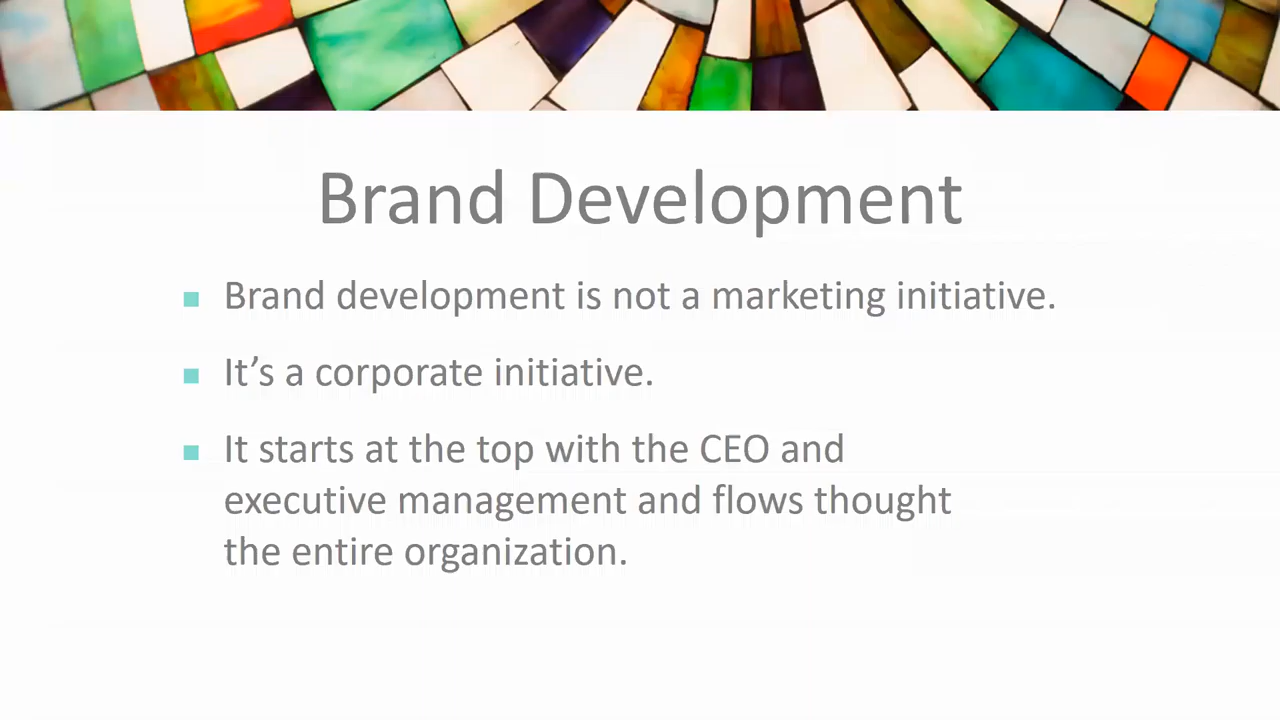 Brand Development
Brand development is not a marketing initiative.
It’s a corporate initiative.
It starts at the top with the CEO and
executive management and flows thought
the entire organization.